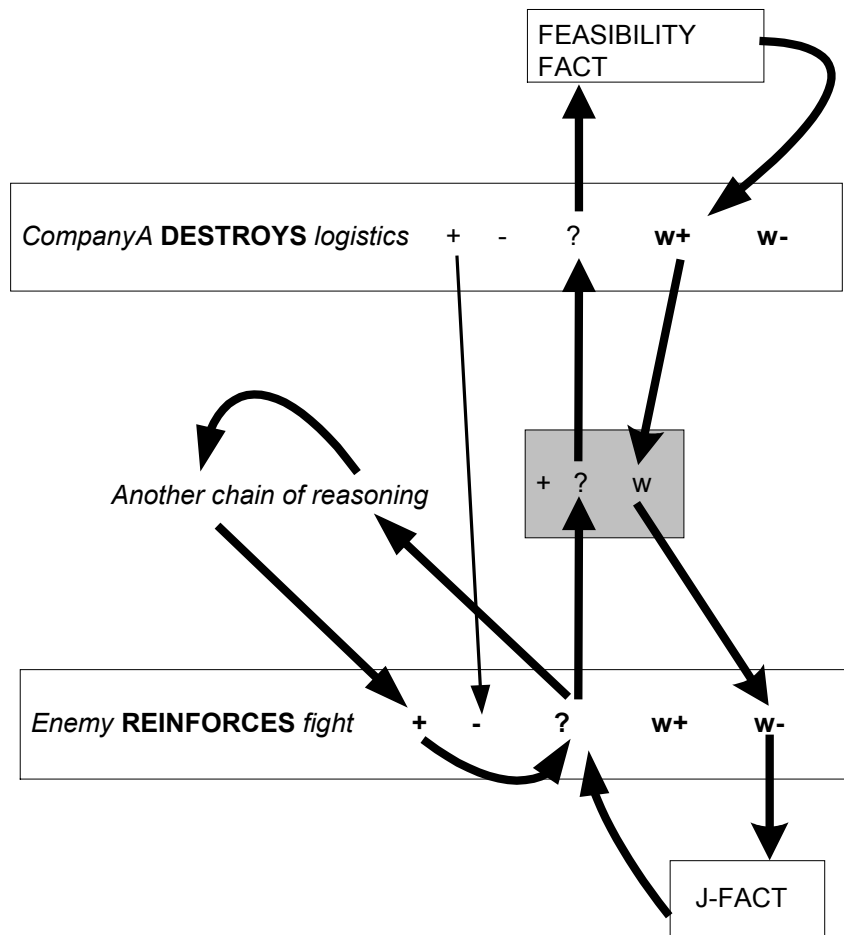 FEASIBILITY
FACT
CompanyA DESTROYS logistics + - ? w+ w-
+ ? w
Another chain of reasoning
Enemy REINFORCES fight + - ? w+ w-
J-FACT